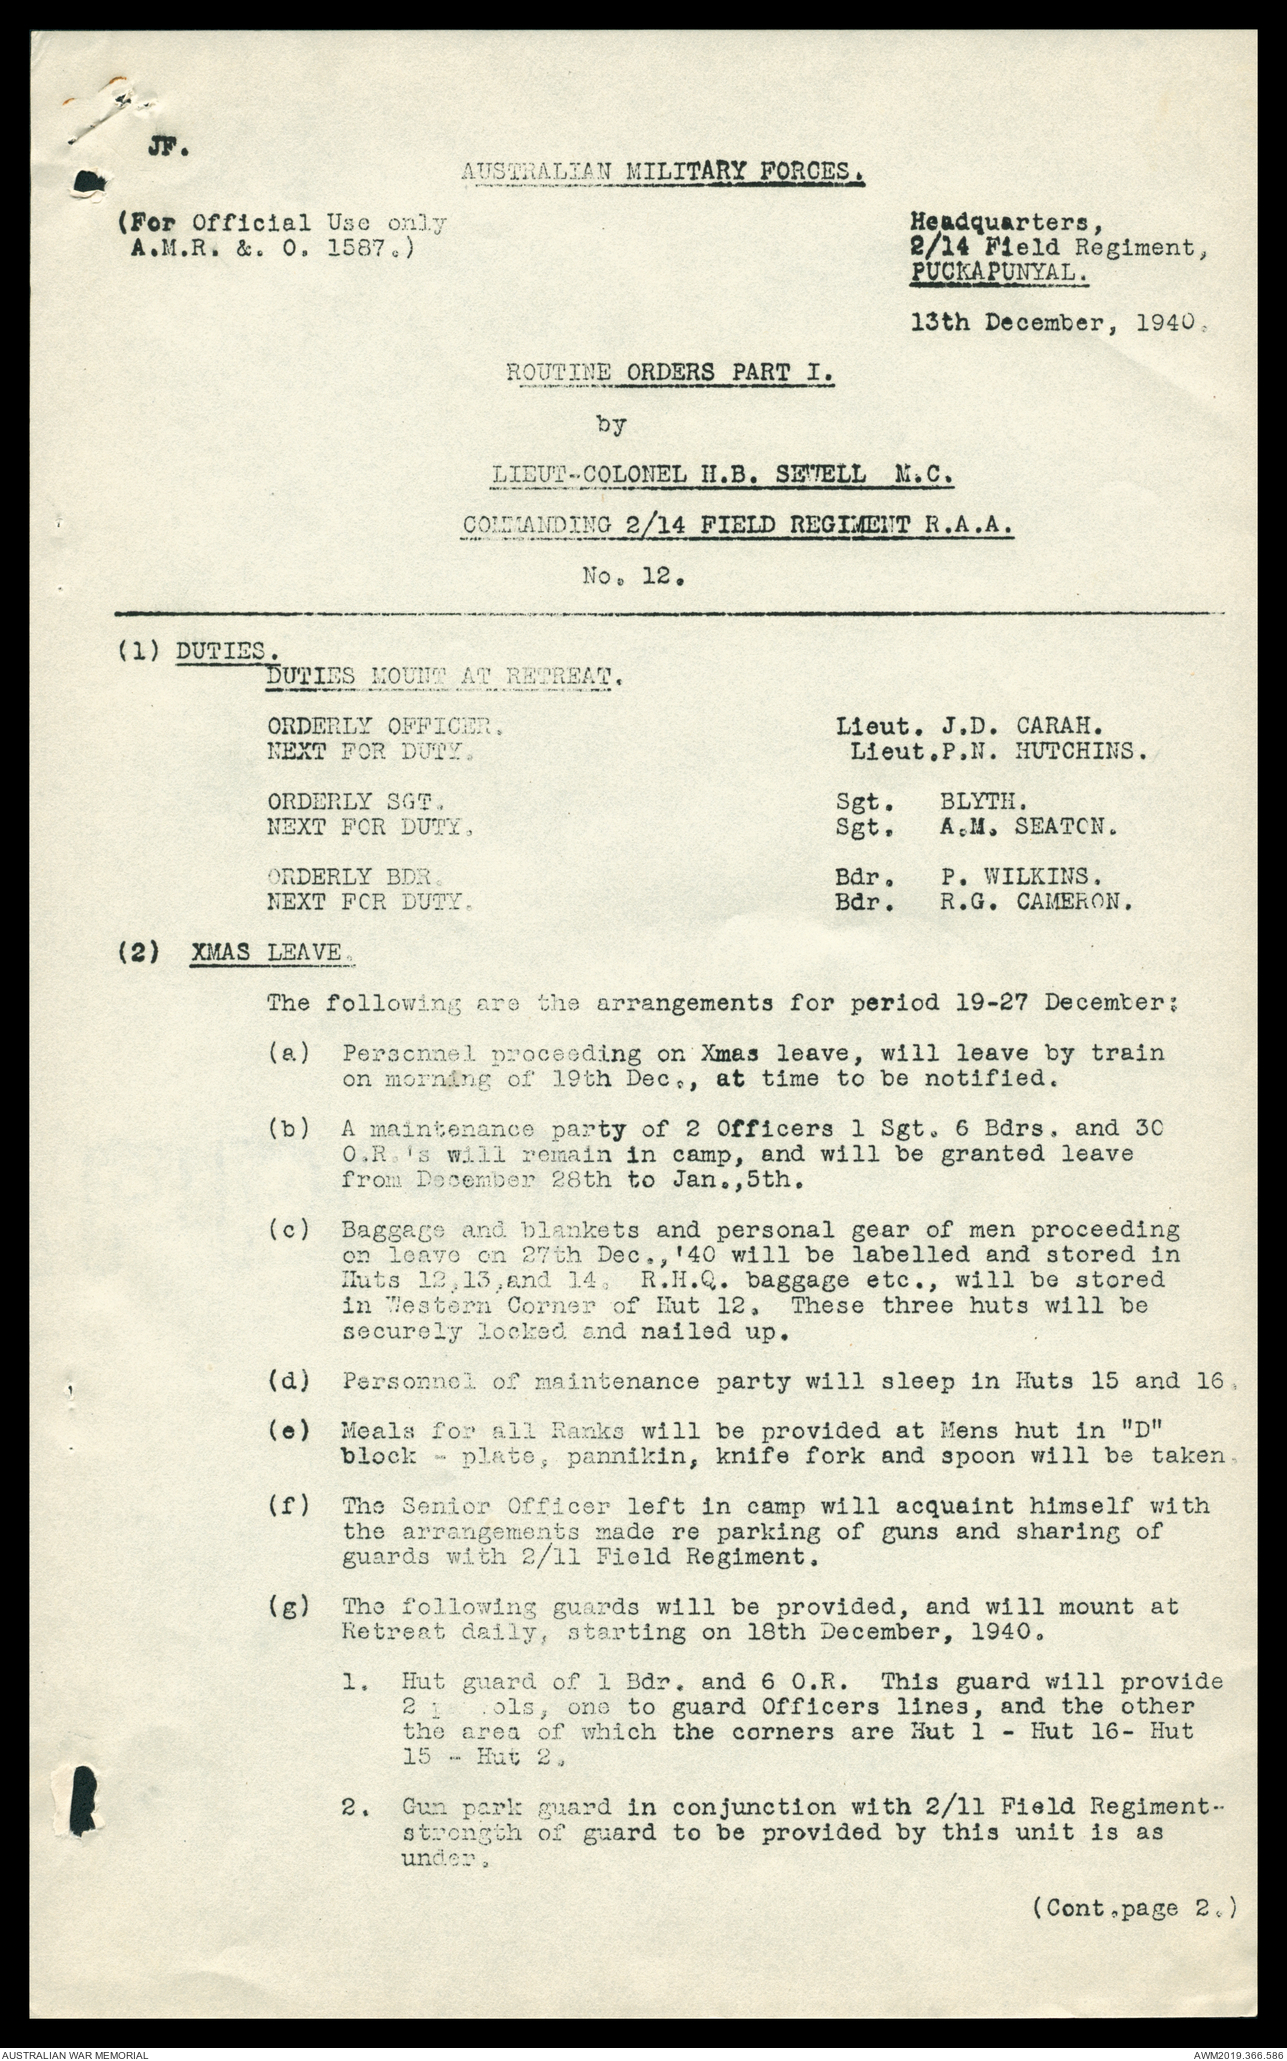 JF.
AUSTRALIAN MILITARY FORCES.
(For Official Use only
A.M.R. &. O. 1587.)
Headquarters,
2/14 Field Regiment,
PUCKAPUNYAL.
13th December, 1940.
ROUTINE ORDERS PART I.
by
LIEUT-COLONEL H.B. SEWELL M.C.
COMMANDING 2/14 FIELD REGIMENT R.A.A.
No. 12.
(1) DUTIES.
DUTIES MOUNT AT RETREAT.
ORDERLY OFFICER. Lieut. J.D. CARAH.
NEXT FOR DUTY. Lieut.P.N. HUTCHINS.
ORDERLY SGT. Sgt. BLYTH.
NEXT FOR DUTY. Sgt. A.M. SEATON.
ORDERLY BDR. Bdr. P. WILKINS.
NEXT FOR DUTY. Bdr. R.G. CAMERON.
(2) XMAS LEAVE.
The following are the arrangements for period 19-27 December:
(a) Personnel proceeding on Xmas leave, will leave by train
on morning of 19th Dec., at time to be notified.
(b) A maintenance party of 2 Officers 1 Sgt. 6 Bdrs. and 30
O.R.'s will remain in camp, and will be granted leave
from December 28th to Jan.,5th.
(c) Baggage and blankets and personal gear of men proceeding
on leave on 27th Dec.,'40 will be labelled and stored in
Huts 12,13,and 14. R.H.Q. baggage etc., will be stored
in Western Corner of Hut 12. These three huts will be
securely locked and nailed up.
(d) Personnel of maintenance party will sleep in Huts 15 and 16.
(e) Meals for all Ranks will be provided at Mens hut in "D"
block - plate, pannikin, knife fork and spoon will be taken.
(f) The Senior Officer left in camp will acquaint himself with
the arrangements made re parking of guns and sharing of
guards with 2/11 Field Regiment.
(g) The following guards will be provided, and will mount at
Retreat daily, starting on 18th December, 1940.
1. Hut guard of 1 Bdr. and 6 O.R. This guard will provide
2 one to guard Officers lines, and the other
the area of which the corners are Hut 1 - Hut 16- Hut
15 - Hut 2.
2. Gun park guard in conjunction with 2/11 Field Regiment-
strength of guard to be provided by this unit is as
under.
(Cont.page 2.)
AUSTRALIAN WAR MEMORIAL
AWM2019.366.586